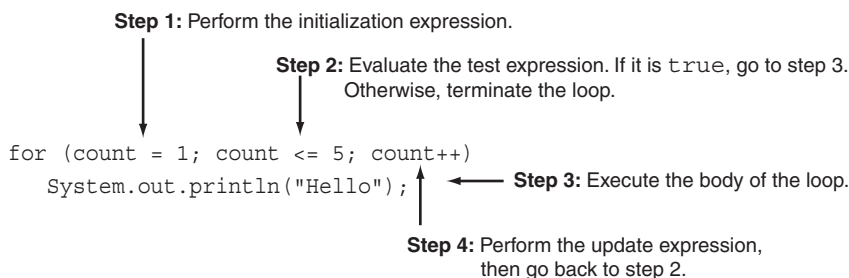 Step 1: Perform the initialization expression.
Step 2: Evaluate the test expression. If it is true, go to step 3.
Otherwise, terminate the loop.
for (count = 1; count <= 5; count++)
System.out.println("Hello");
Step 3: Execute the body of the loop.
Step 4: Perform the update expression,
then go back to step 2.